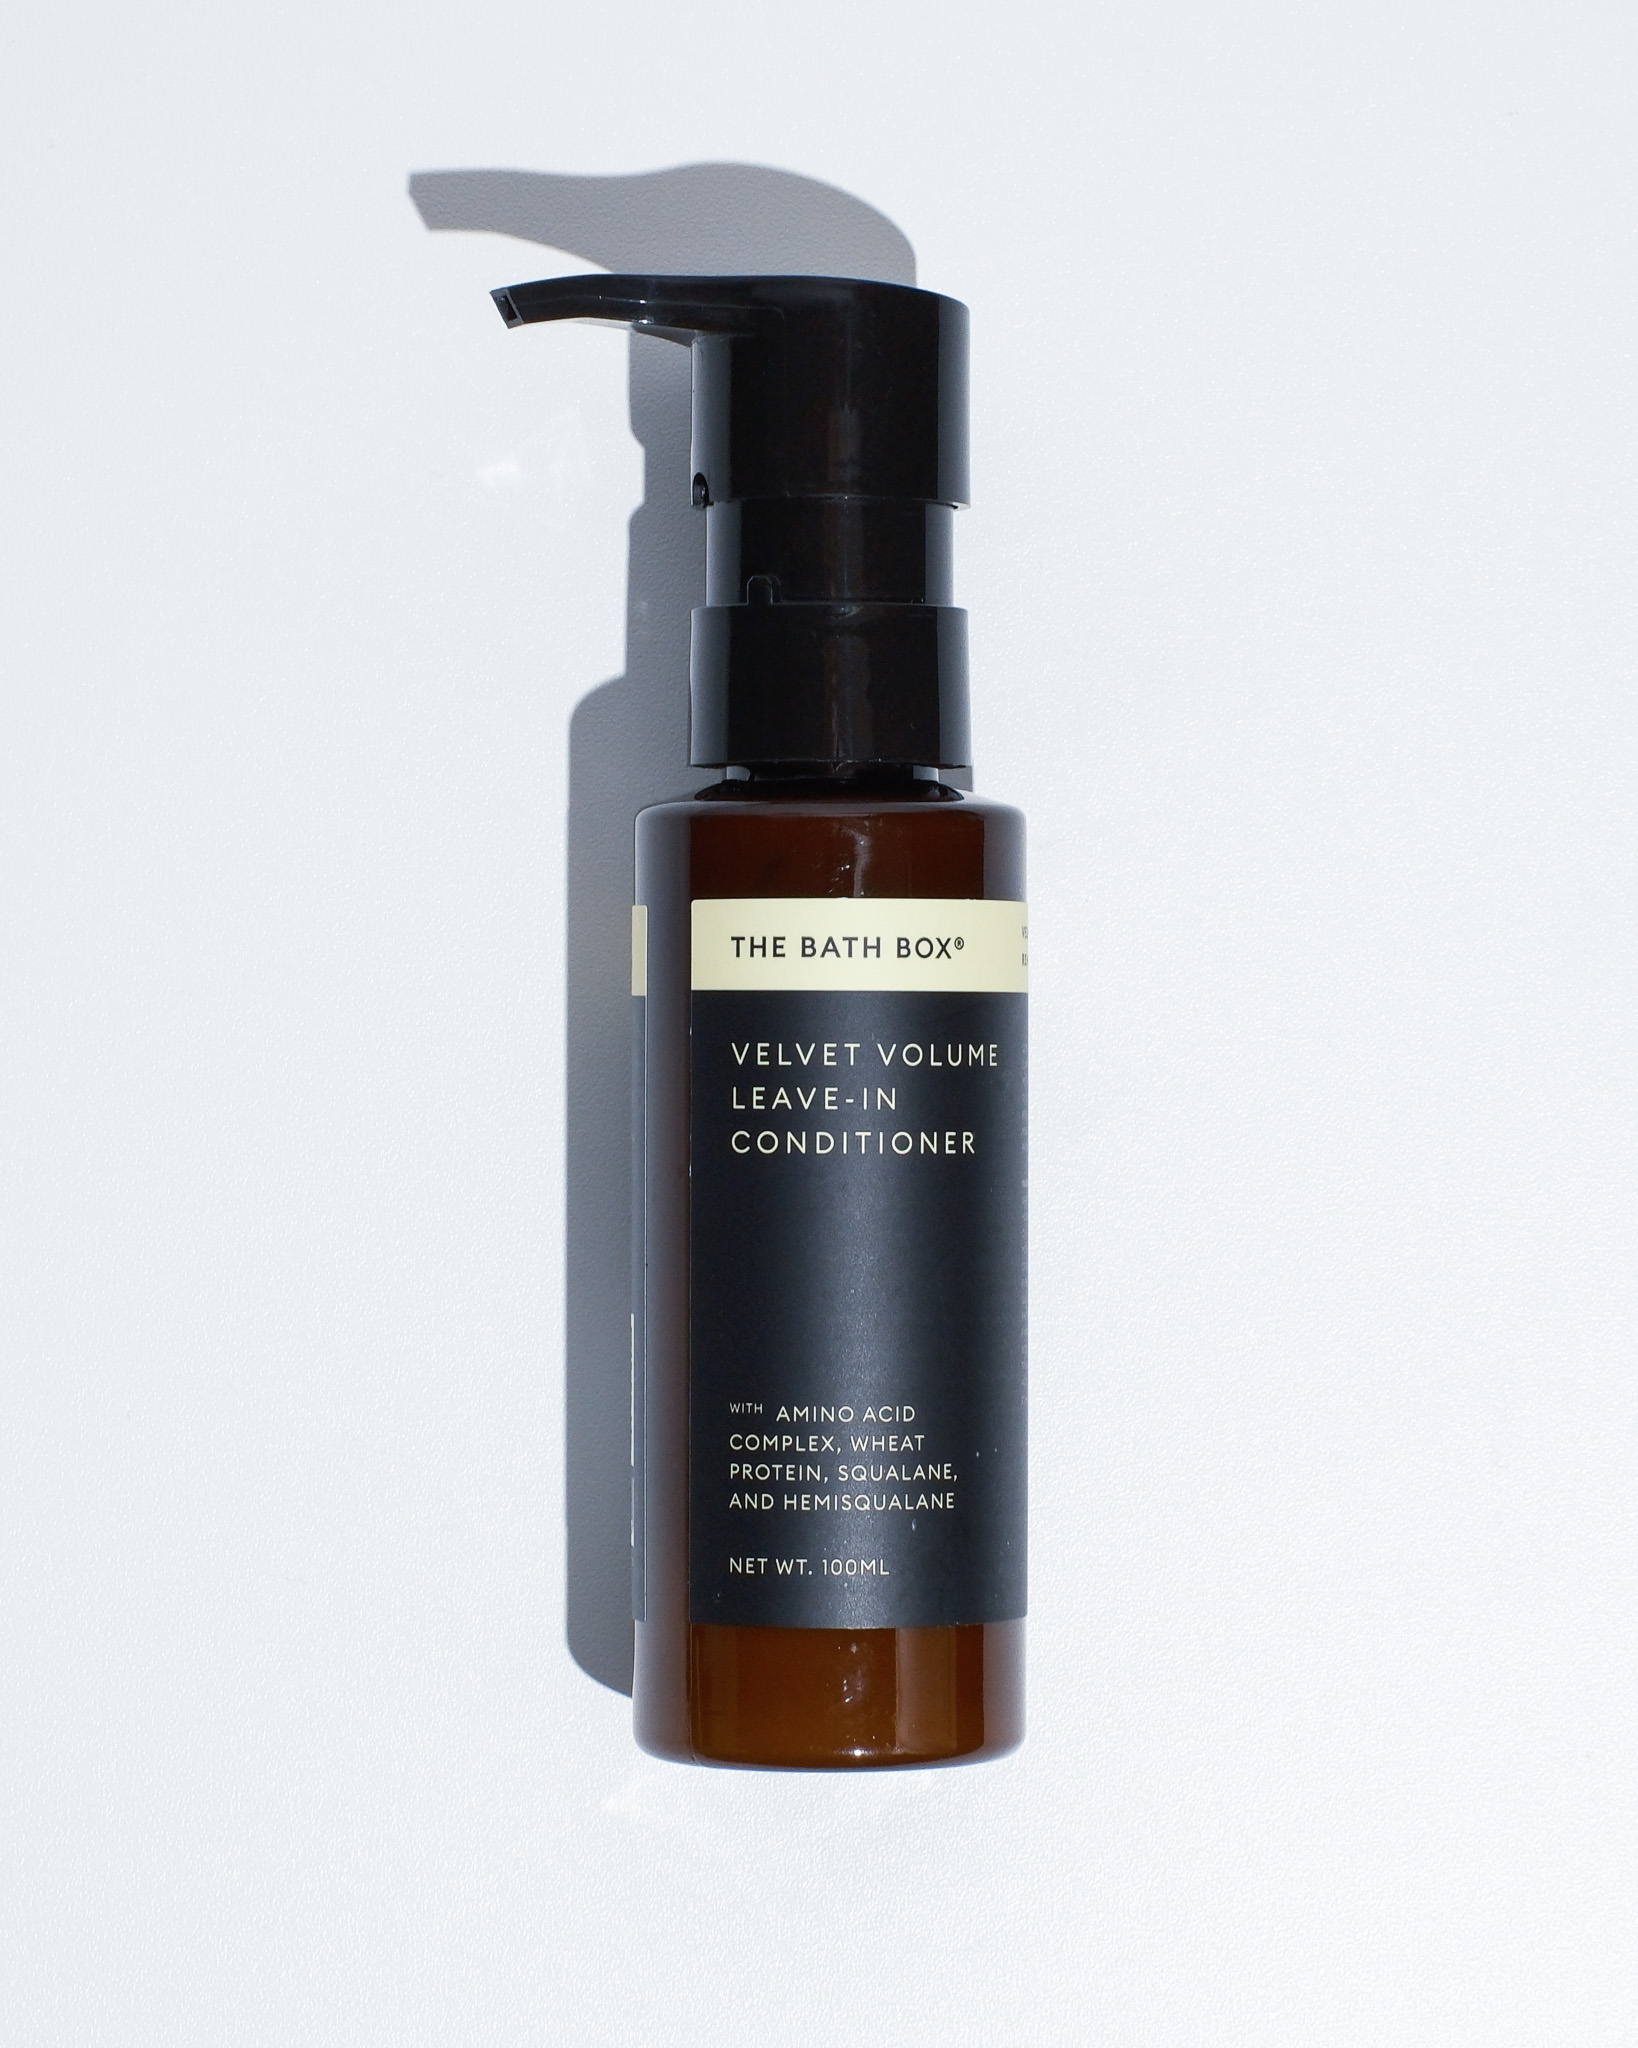 THE BATH BOX®
VELVET VOLUME
LEAVE-IN
CONDITIONER
WITH AMINO ACID
COMPLEX, WHEAT
PROTEIN, SQUALANE,
AND HEMISQUALANE
NET WT. 100ML